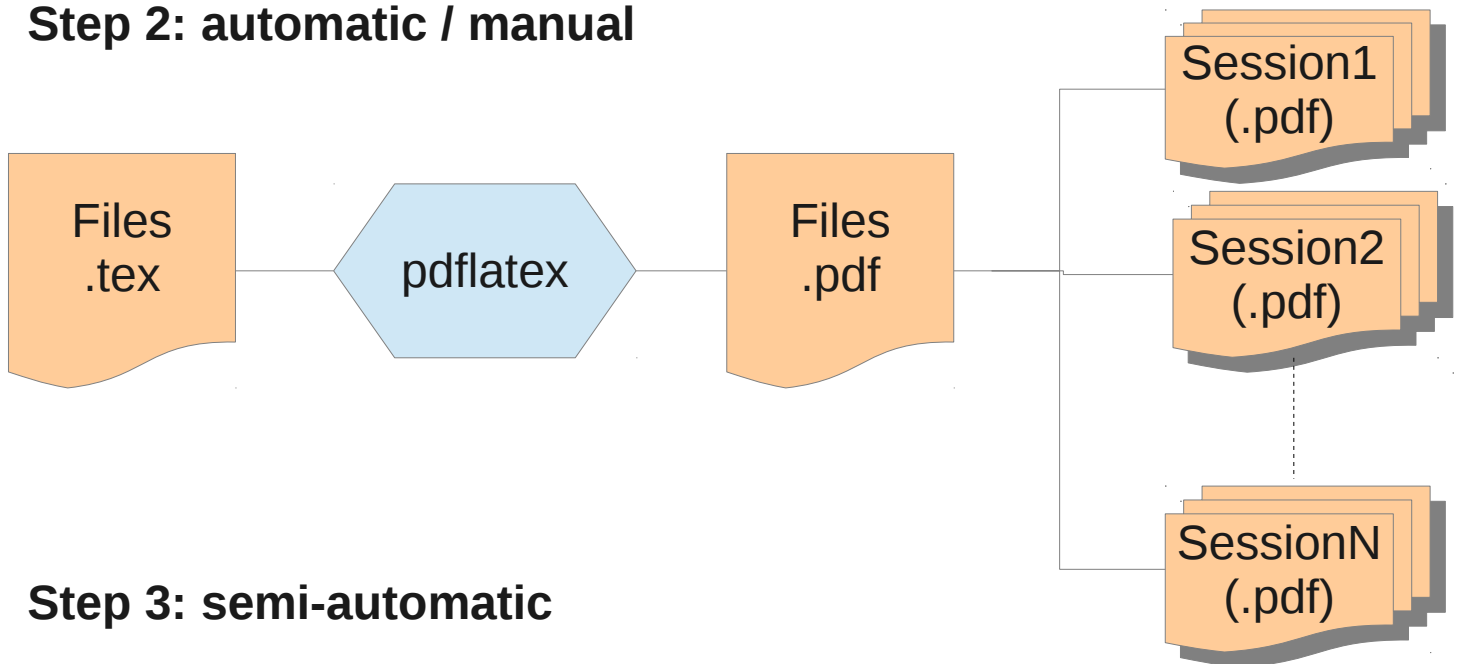 Step 2: automatic / manual
Files
.tex
pdflatex
Files
.pdf
Session1
(.pdf)
Session2
(.pdf)
SessionN
(.pdf)
Step 3: semi-automatic